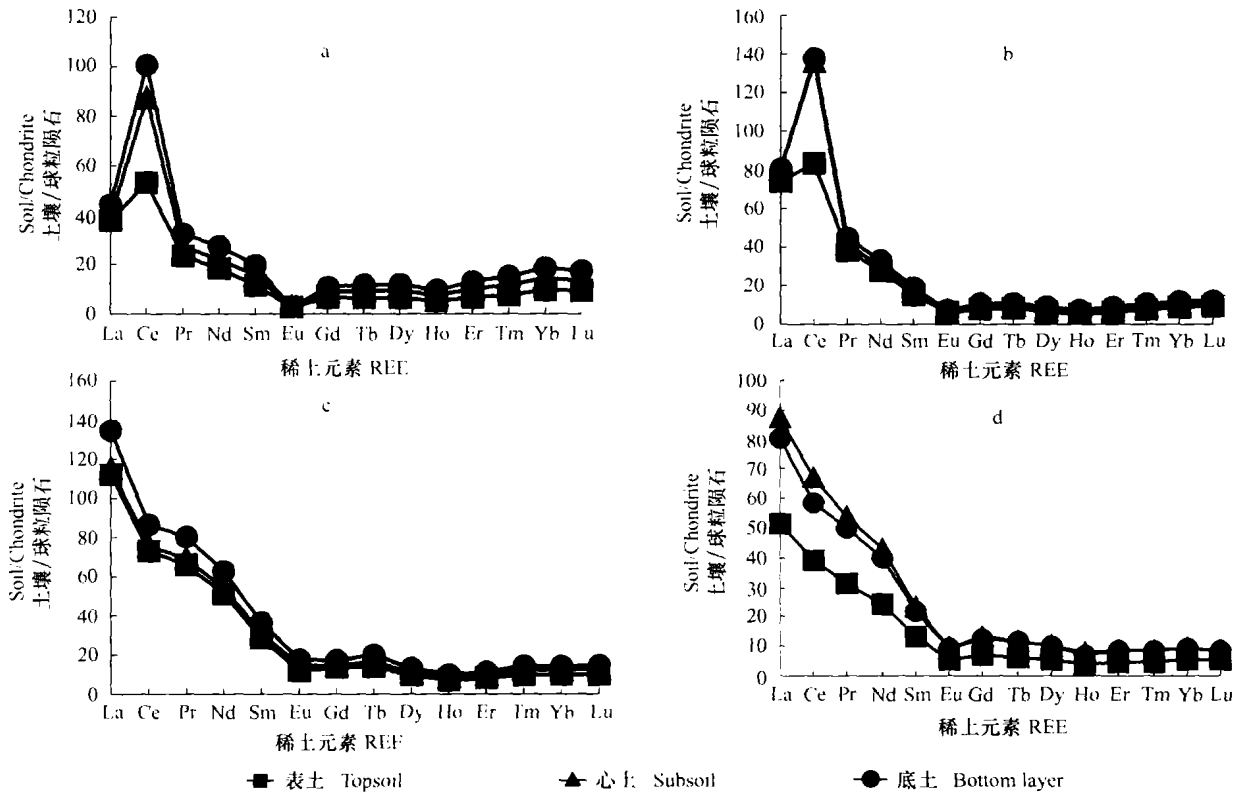 120
100
80
60
40
20
0
a
Soil/Chondrite
土壤/球粒陨石
La Ce Pr Nd Sm Eu Gd Tb Dy Ho Er Tm Yb Lu
稀土元素 REE
160
140
120
100
80
60
40
20
0
b
Soil/Chondrite
土壤/球粒陨石
La Ce Pr Nd Sm Eu Gd Tb Dy Ho Er Tm Yb Lu
稀土元素 REE
160
140
120
100
80
60
40
20
0
c
Soil/Chondrite
土壤/球粒陨石
La Ce Pr Nd Sm Eu Gd Tb Dy Ho Er Tm Yb Lu
稀土元素 REE
100
90
80
70
60
50
40
30
20
10
0
d
Soil/Chondrite
土壤/球粒陨石
La Ce Pr Nd Sm Eu Gd Tb Dy Ho Er Tm Yb Lu
稀土元素 REE
表土 Topsoil 心土 Subsoil 底土 Bottom layer